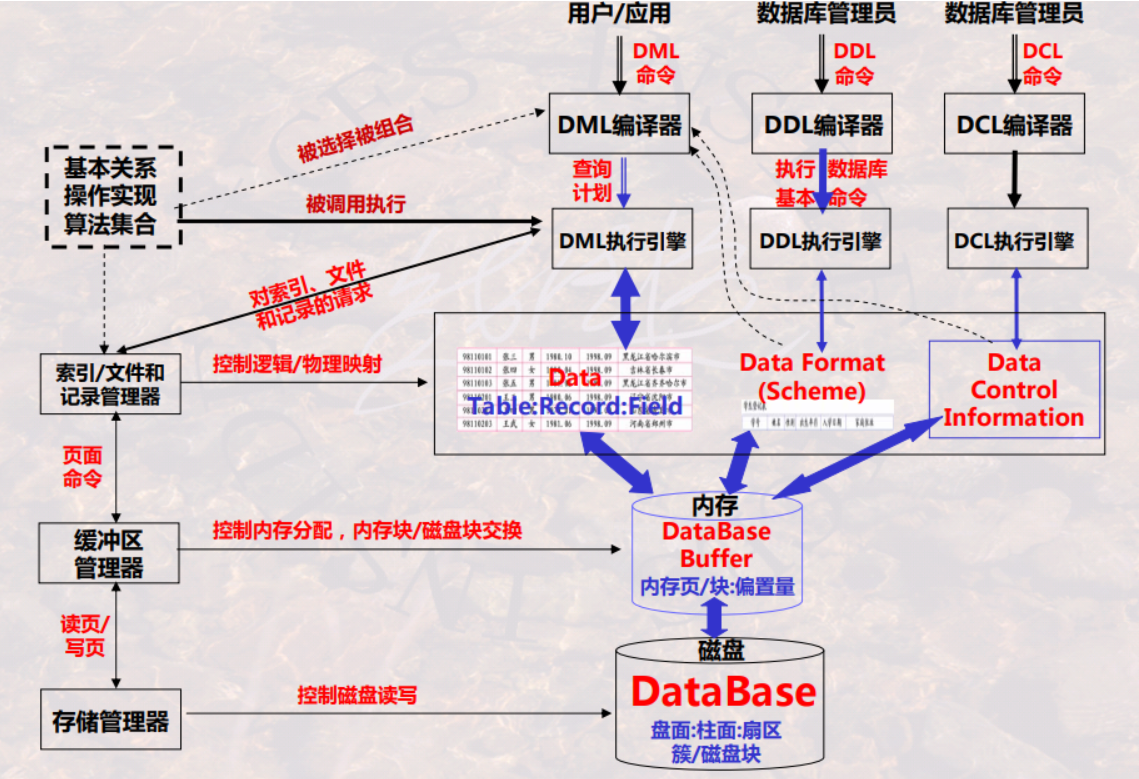 用户/应用
数据库管理员
数据库管理员
DML
命令
DDL
命令
DCL
命令
DML编译器
DDL编译器
DCL编译器
被选择被组合
基本关系
操作实现
算法集合
查询
计划
执行 数据库
基本 命令
被调用执行
DML执行引擎
DDL执行引擎
DCL执行引擎
对索引、文件
和记录的请求
索引/文件和
记录管理器
控制逻辑/物理映射
98110101 张三 男 1980.10 1998.09 黑龙江省哈尔滨市
98110102 张四 女 1998.09 吉林省长春市
98110103 张五 男 1998.09 黑龙江省齐齐哈尔市
98110203 王武 女 1981.06 1998.09 河南省郑州市
Data
Table:Record:Field
Data Format
(Scheme)
学生登记表
学号 姓名 性别 出生年月 入学日期 家庭住址
Data
Control
Information
页面
命令
缓冲区
管理器
控制内存分配，内存块/磁盘块交换
内存
DataBase
Buffer
内存页/块:偏置量
读页/
写页
存储管理器
控制磁盘读写
磁盘
DataBase
盘面:柱面:扇区
簇/磁盘块